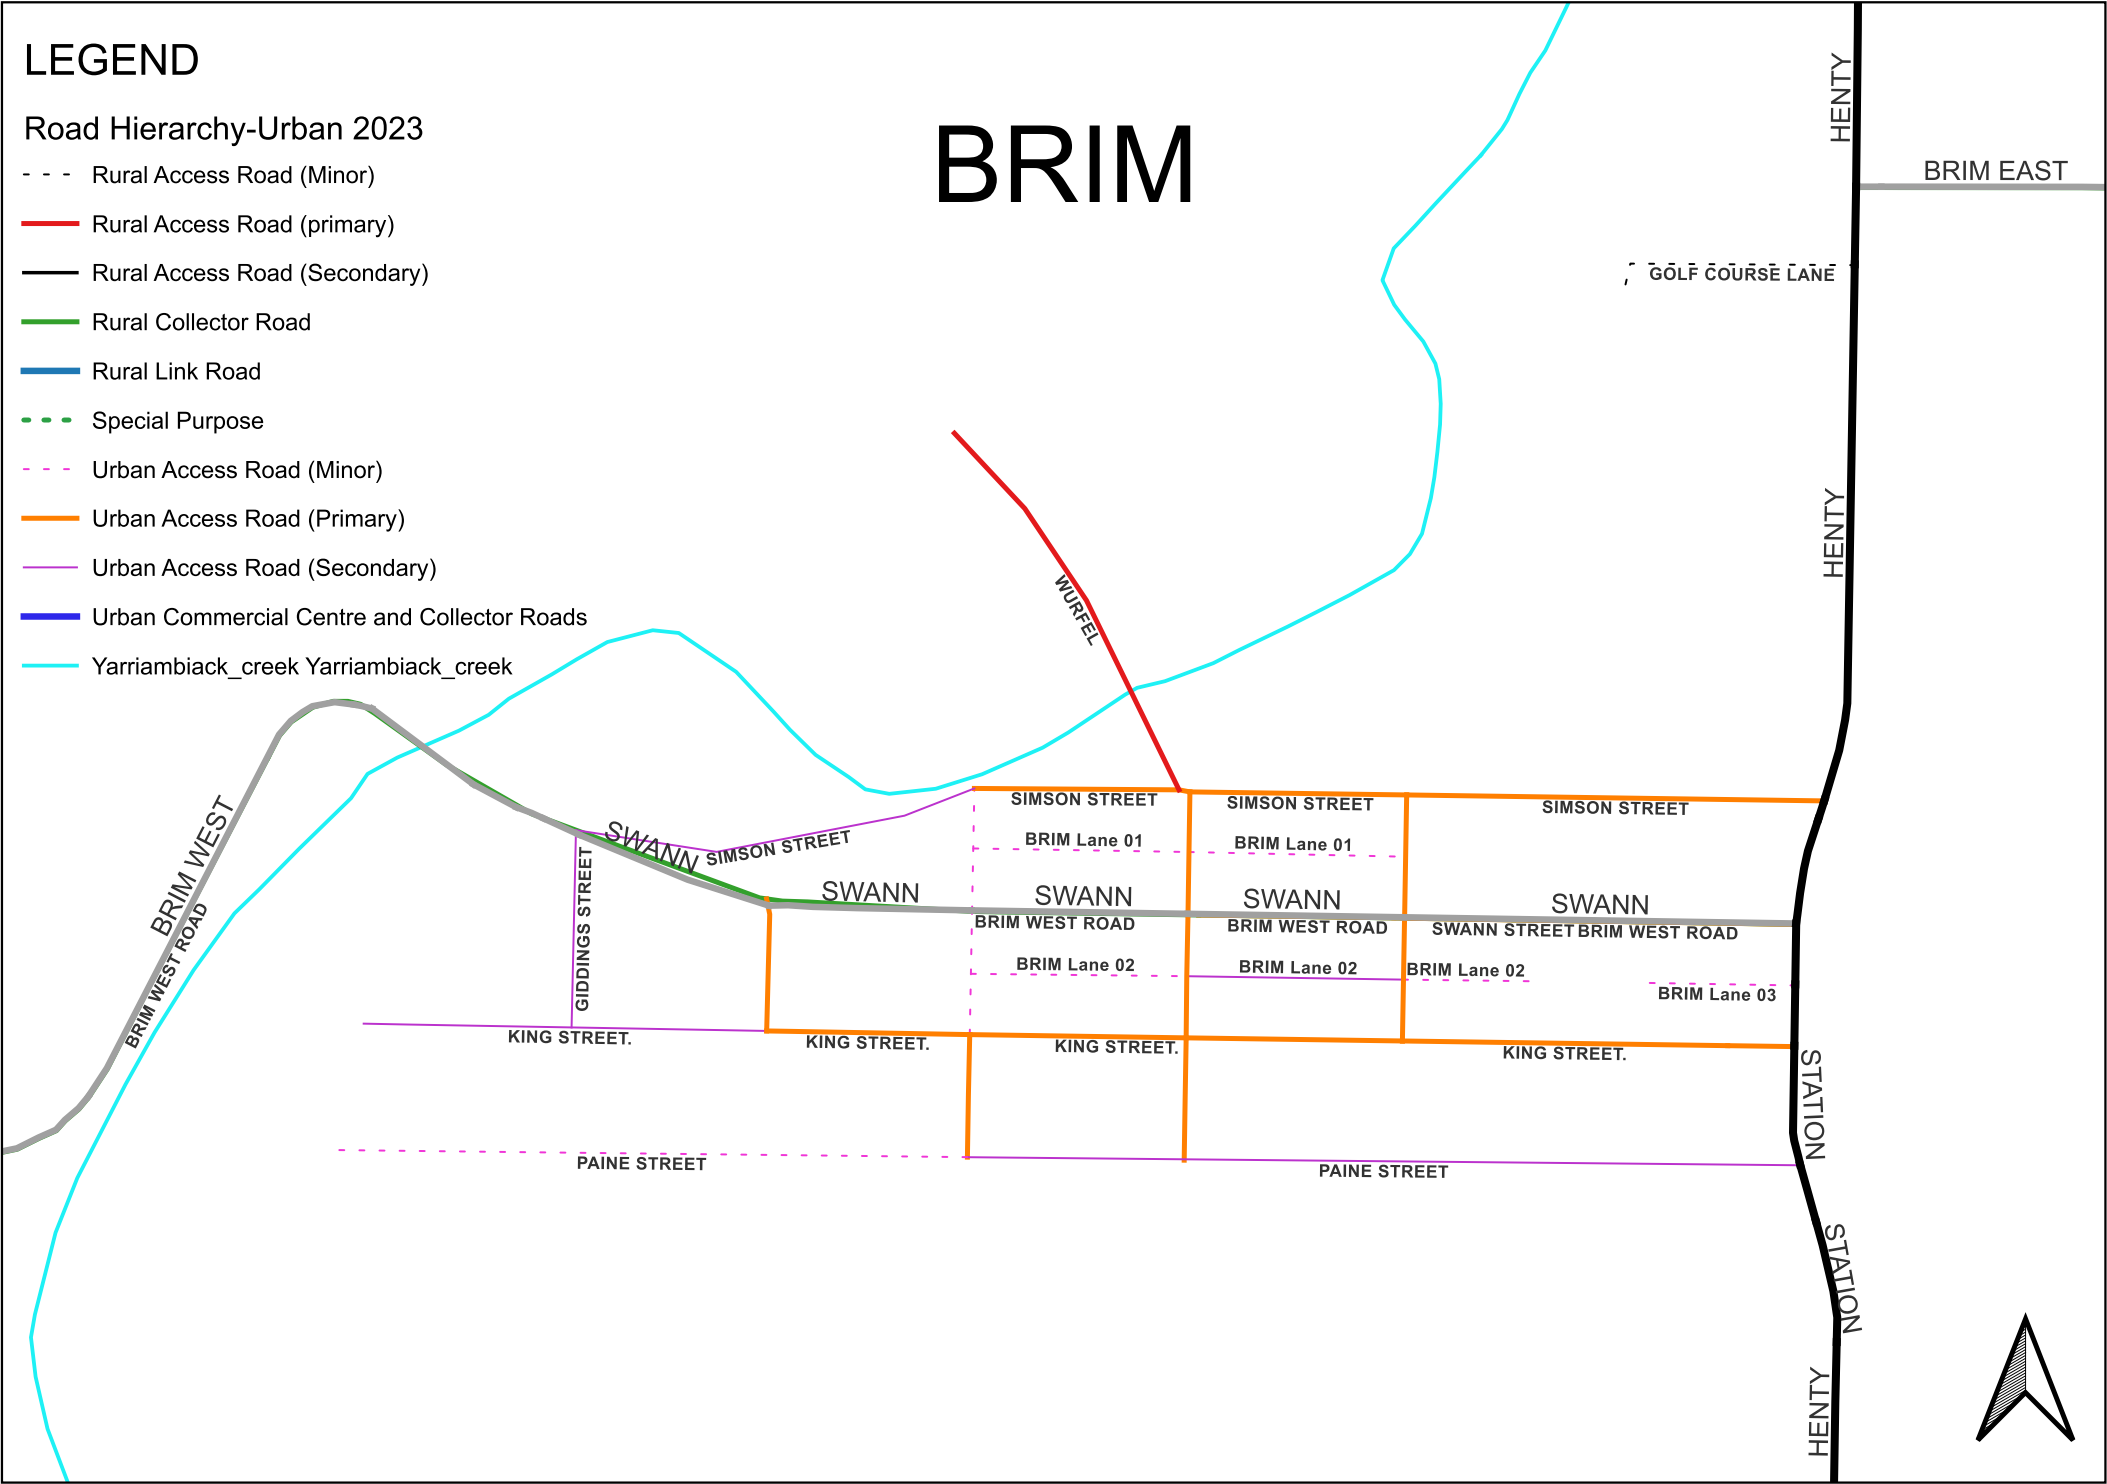 LEGEND
BRIM
Road Hierarchy-Urban 2023
Rural Access Road (Minor)
Rural Access Road (primary)
Rural Access Road (Secondary)
Rural Collector Road
Rural Link Road
Special Purpose
Urban Access Road (Minor)
Urban Access Road (Primary)
Urban Access Road (Secondary)
Urban Commercial Centre and Collector Roads
Yarriambiack_creek Yarriambiack_creek
HENTY
BRIM EAST
GOLF COURSE LANE
HENTY
WURFEL
SIMSON STREET
SIMSON STREET
SIMSON STREET
BRIM WEST
SWANN
SIMSON STREET
BRIM Lane 01
BRIM Lane 01
GIDDINGS STREET
SWANN
SWANN
SWANN
SWANN
BRIM WEST ROAD
BRIM WEST ROAD
BRIM WEST ROAD
SWANN STREET
BRIM WEST ROAD
BRIM Lane 02
BRIM Lane 02
BRIM Lane 02
BRIM Lane 03
KING STREET.
KING STREET.
KING STREET.
KING STREET.
STATION
PAINE STREET
PAINE STREET
STATION
HENTY